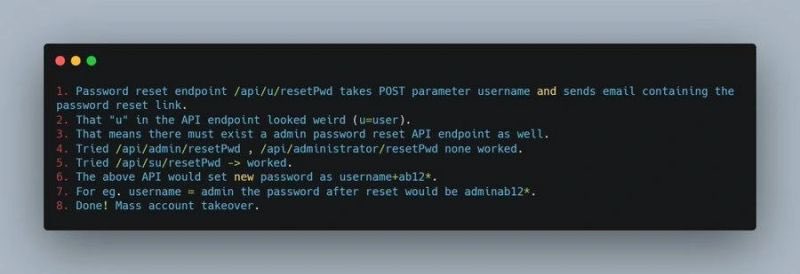 1. Password reset endpoint /api/u/resetPwd takes POST parameter username and sends email containing the
password reset link.
2. That "u" in the API endpoint looked weird (u=user).
3. That means there must exist a admin password reset API endpoint as well.
4. Tried /api/admin/resetPwd , /api/administrator/resetPwd none worked.
5. Tried /api/su/resetPwd -> worked.
6. The above API would set new password as username+ab12*.
7. For eg. username = admin the password after reset would be adminab12*.
8. Done! Mass account takeover.